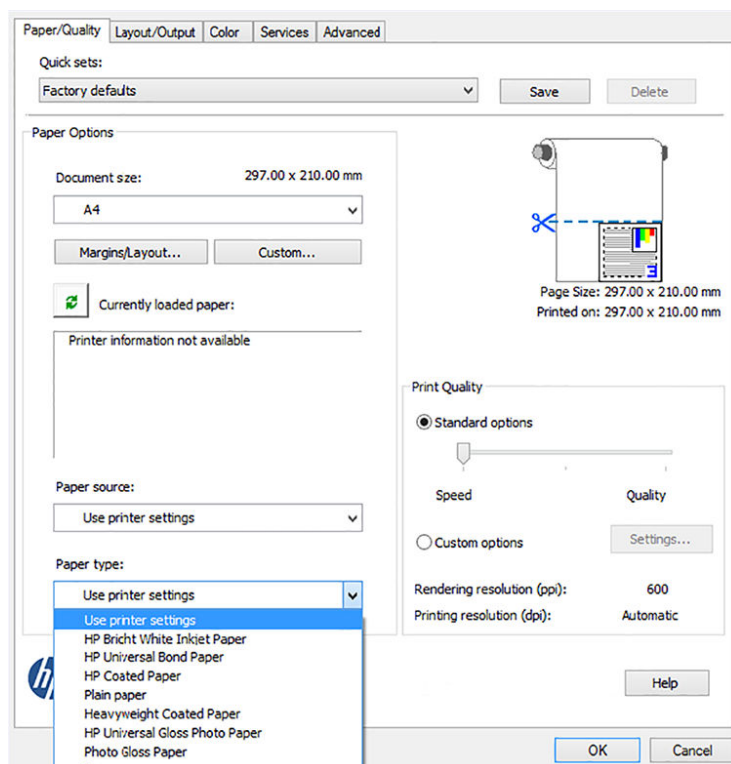 Paper/Quality Layout/Output Color Services Advanced
Quick sets:
Factory defaults
Save
Delete
Paper Options
Document size: 297.00 x 210.00 mm
A4
Margins/Layout...
Custom...
Currently loaded paper:
Printer information not available
Paper source:
Use printer settings
Paper type:
Use printer settings
Use printer settings
HP Bricht White Inkjet Paper
HP Universal Bond Paper
HP Coated Paper
Plain paper
Heavyweight Coated Paper
HP Universal Gloss Photo Paper
Photo Gloss Paper
hp
Page Size: 297.00 x 210.00 mm
Printed on: 297.00 x 210.00 mm
Print Quality
Standard options
Speed Quality
Custom options
Settings...
Rendering resolution (ppi): 600
Printing resolution (dpi): Automatic
Help
OK
Cancel